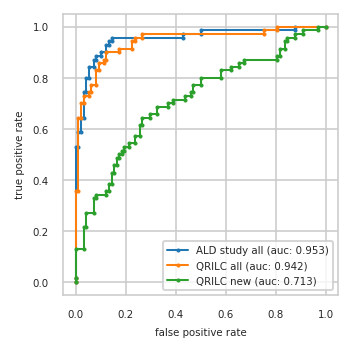 1.0
0.8
0.6
0.4
0.2
0.0
true positive rate
ALD study all (auc: 0.953)
QRILC all (auc: 0.942)
QRILC new (auc: 0.713)
0.0 0.2 0.4 0.6 0.8 1.0
false positive rate